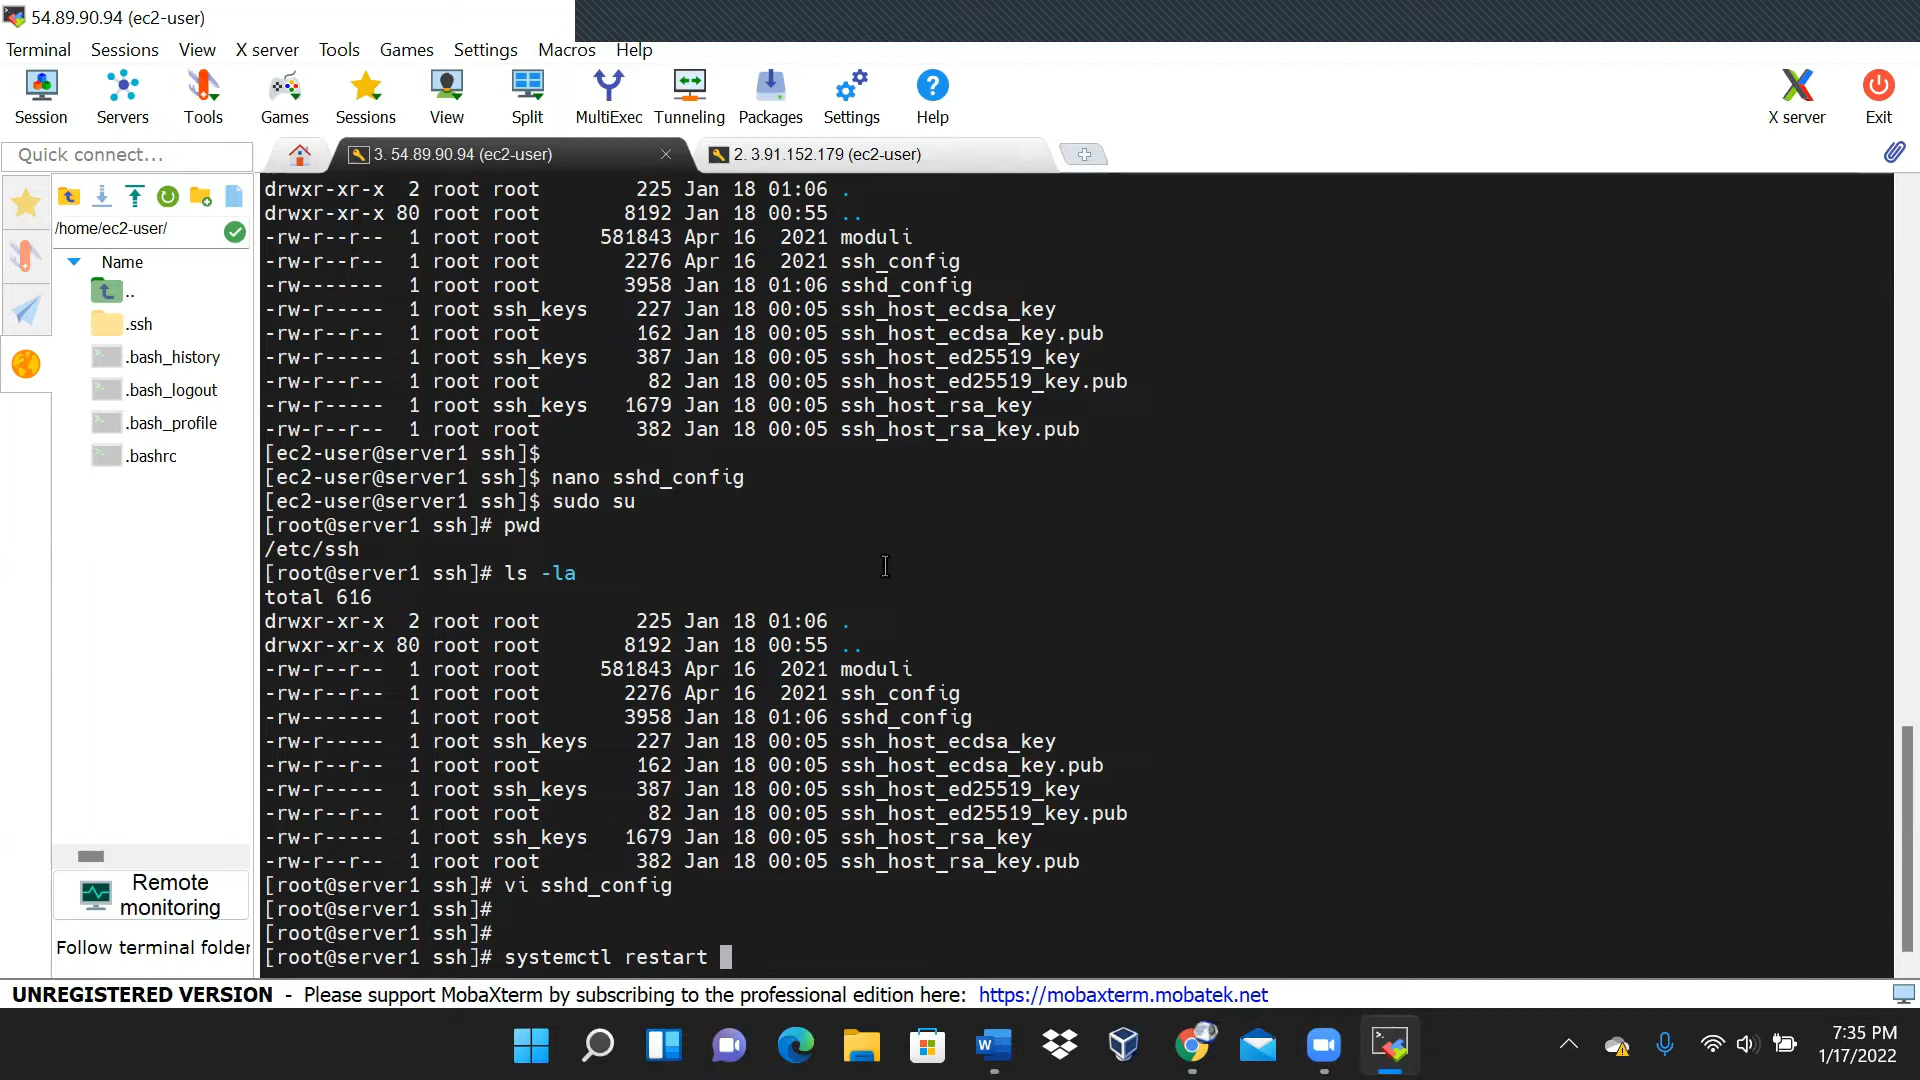 54.89.90.94 (ec2-user)
Terminal Sessions View X server Tools Games Settings Macros Help
Session Servers Tools Games Sessions View Split MultiExec Tunneling Packages Settings Help X server Exit
Quick connect...
3. 54.89.90.94 (ec2-user)
2. 3.91.152.179 (ec2-user)
/home/ec2-user/
Name
..
.ssh
.bash_history
.bash_logout
.bash_profile
.bashrc
Remote
monitoring
Follow terminal folder
drwxr-xr-x  2 root root        225 Jan 18 01:06 .
drwxr-xr-x 80 root root       8192 Jan 18 00:55 ..
-rw-r--r--  1 root root     581843 Apr 16  2021 moduli
-rw-r--r--  1 root root       2276 Apr 16  2021 ssh_config
-rw-------  1 root root       3958 Jan 18 01:06 sshd_config
-rw-r-----  1 root ssh_keys    227 Jan 18 00:05 ssh_host_ecdsa_key
-rw-r--r--  1 root root        162 Jan 18 00:05 ssh_host_ecdsa_key.pub
-rw-r-----  1 root ssh_keys    387 Jan 18 00:05 ssh_host_ed25519_key
-rw-r--r--  1 root root         82 Jan 18 00:05 ssh_host_ed25519_key.pub
-rw-r-----  1 root ssh_keys   1679 Jan 18 00:05 ssh_host_rsa_key
-rw-r--r--  1 root root        382 Jan 18 00:05 ssh_host_rsa_key.pub
[ec2-user@server1 ssh]$
[ec2-user@server1 ssh]$ nano sshd_config
[ec2-user@server1 ssh]$ sudo su
[root@server1 ssh]# pwd
/etc/ssh
[root@server1 ssh]# ls -la
total 616
drwxr-xr-x  2 root root        225 Jan 18 01:06 .
drwxr-xr-x 80 root root       8192 Jan 18 00:55 ..
-rw-r--r--  1 root root     581843 Apr 16  2021 moduli
-rw-r--r--  1 root root       2276 Apr 16  2021 ssh_config
-rw-------  1 root root       3958 Jan 18 01:06 sshd_config
-rw-r-----  1 root ssh_keys    227 Jan 18 00:05 ssh_host_ecdsa_key
-rw-r--r--  1 root root        162 Jan 18 00:05 ssh_host_ecdsa_key.pub
-rw-r-----  1 root ssh_keys    387 Jan 18 00:05 ssh_host_ed25519_key
-rw-r--r--  1 root root         82 Jan 18 00:05 ssh_host_ed25519_key.pub
-rw-r-----  1 root ssh_keys   1679 Jan 18 00:05 ssh_host_rsa_key
-rw-r--r--  1 root root        382 Jan 18 00:05 ssh_host_rsa_key.pub
[root@server1 ssh]# vi sshd_config
[root@server1 ssh]#
[root@server1 ssh]#
[root@server1 ssh]# systemctl restart
UNREGISTERED VERSION - Please support MobaXterm by subscribing to the professional edition here: https://mobaxterm.mobatek.net
7:35 PM
1/17/2022